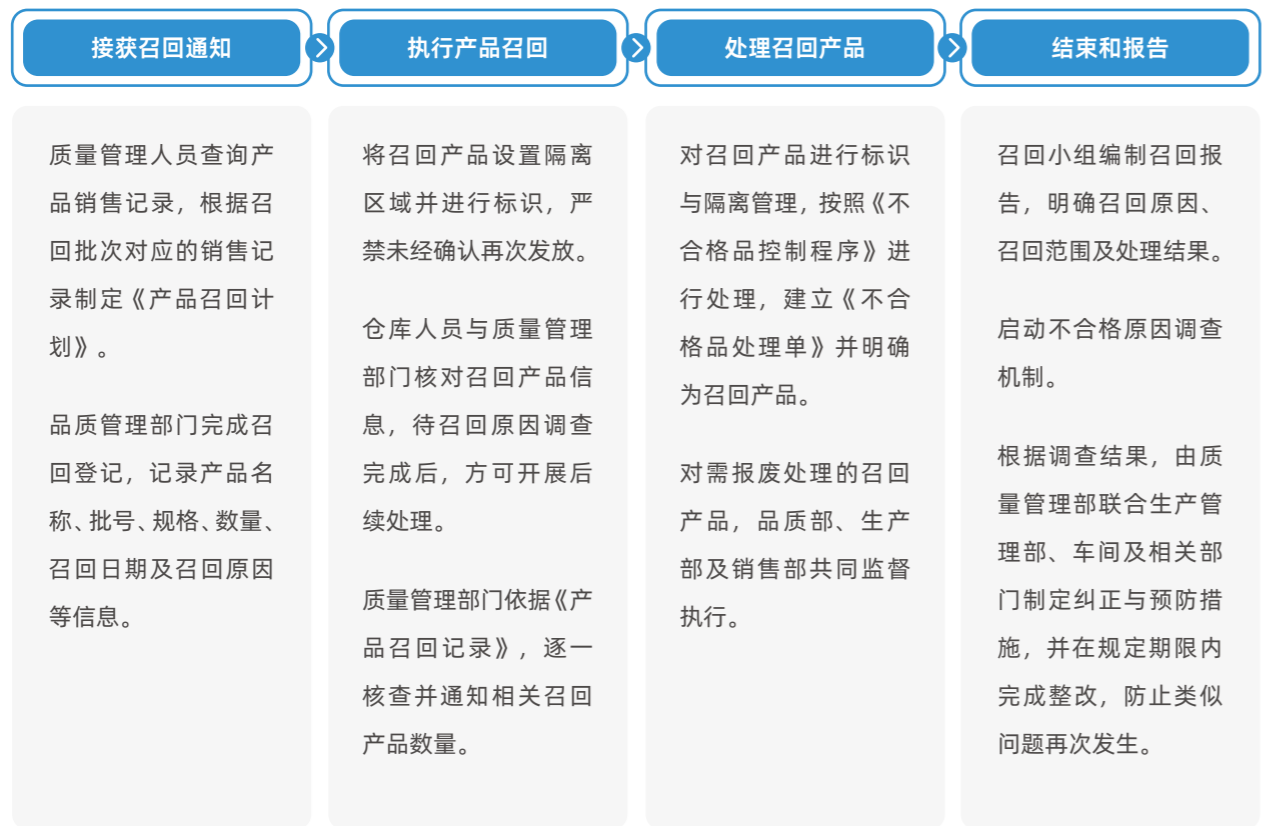 接获召回通知
执行产品召回
处理召回产品
结束和报告
质量管理人员查询产
品销售记录，根据召
回批次对应的销售记
录制定《产品召回计
划》。
品质管理部门完成召
回登记，记录产品名
称、批号、规格、数量、
召回日期及召回原因
等信息。
将召回产品设置隔离
区域并进行标识，严
禁未经确认再次发放。
仓库人员与质量管理
部门核对召回产品信
息，待召回原因调查
完成后，方可开展后
续处理。
质量管理部门依据《产
品召回记录》，逐一
核查并通知相关召回
产品数量。
对召回产品进行标识
与隔离管理，按照《不
合格品控制程序》进
行处理，建立《不合
格品处理单》并明确
为召回产品。
对需报废处理的召回
产品，品质部、生产
部及销售部共同监督
执行。
召回小组编制召回报
告，明确召回原因、
召回范围及处理结果。
启动不合格原因调查
机制。
根据调查结果，由质
量管理部联合生产管
理部、车间及相关部
门制定纠正与预防措
施，并在规定期限内
完成整改，防止类似
问题再次发生。